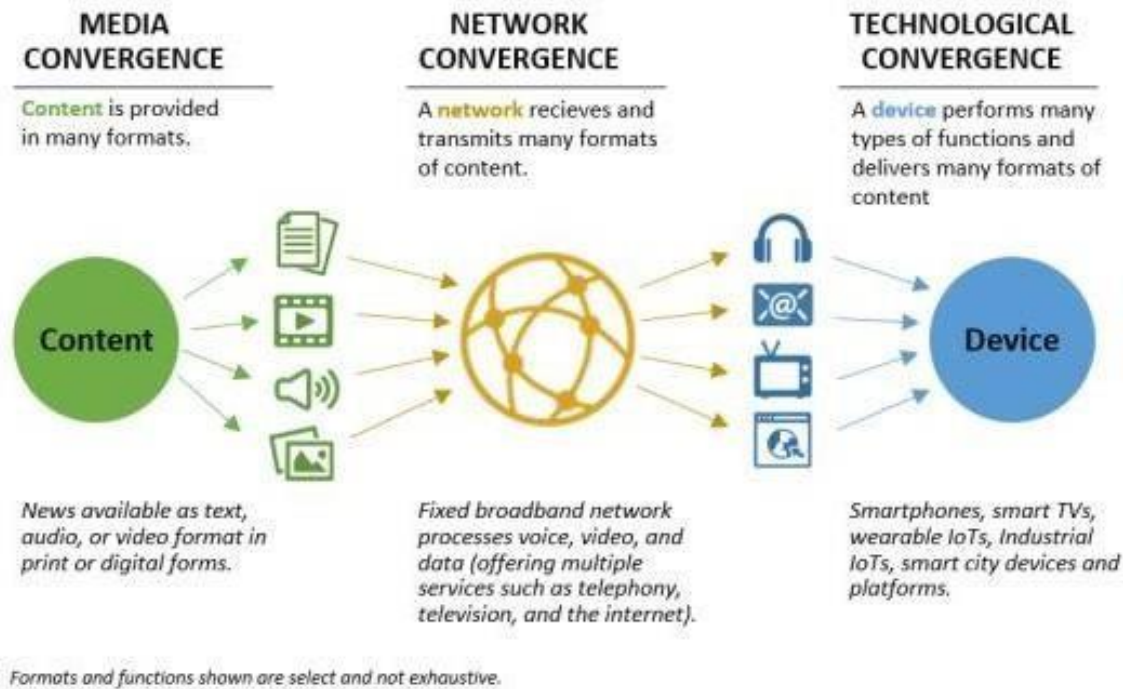 MEDIA
CONVERGENCE
Content is provided
in many formats.
NETWORK
CONVERGENCE
A network recieves and
transmits many formats
of content.
TECHNOLOGICAL
CONVERGENCE
A device performs many
types of functions and
delivers many formats of
content
Content
@
Device
News available as text,
audio, or video format in
print or digital forms.
Fixed broadband network
processes voice, video, and
data (offering multiple
services such as telephony,
television, and the internet).
Smartphones, smart TVs,
wearable IoTs, Industrial
IoTs, smart city devices and
platforms.
Formats and functions shown are select and not exhaustive.